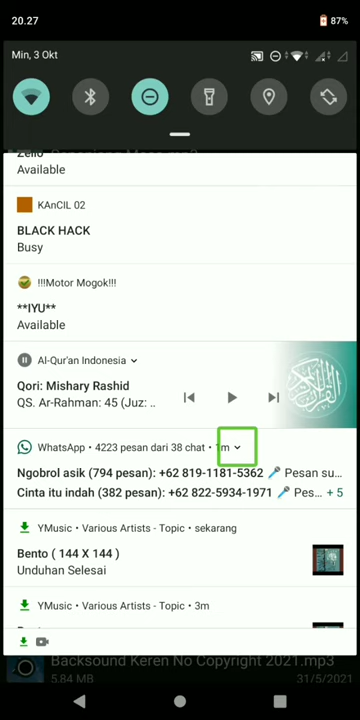 20.27
87%
Min, 3 Okt
Zello
Available
KAnCIL 02
BLACK HACK
Busy
!!!Motor Mogok!!!
**IYU**
Available
Al-Qur'an Indonesia
Qori: Mishary Rashid
QS. Ar-Rahman: 45 (Juz: ..
WhatsApp • 4223 pesan dari 38 chat • 1m
Ngobrol asik (794 pesan): +62 819-1181-5362 🎤 Pesan su...
Cinta itu indah (382 pesan): +62 822-5934-1971 🎤 Pes... + 5
YMusic • Various Artists - Topic • sekarang
Bento ( 144 X 144 )
Unduhan Selesai
YMusic • Various Artists - Topic • 3m
Backsound Keren No Copyright 2021.mp3
5.84 MB
31/5/2021